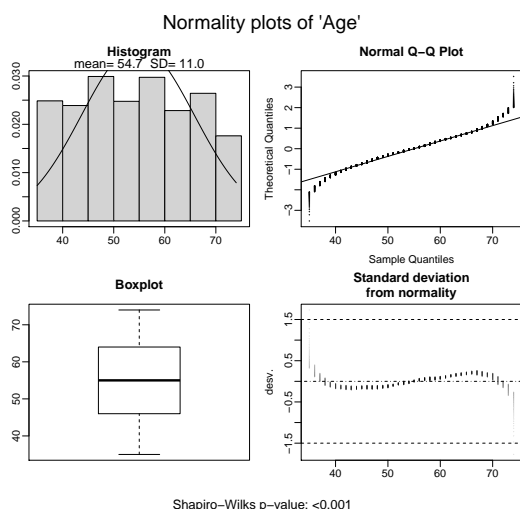 Normality plots of 'Age'
Histogram
mean= 54.7  SD= 11.0
0.000
0.010
0.020
0.030
40
50
60
70
Normal Q−Q Plot
Theoretical Quantiles
3
2
1
0
−1
−3
40
50
60
70
Sample Quantiles
Boxplot
70
60
50
40
Standard deviation
from normality
desv.
1.5
0.5
−0.5
−1.5
40
50
60
70
Shapiro−Wilks p−value: <0.001